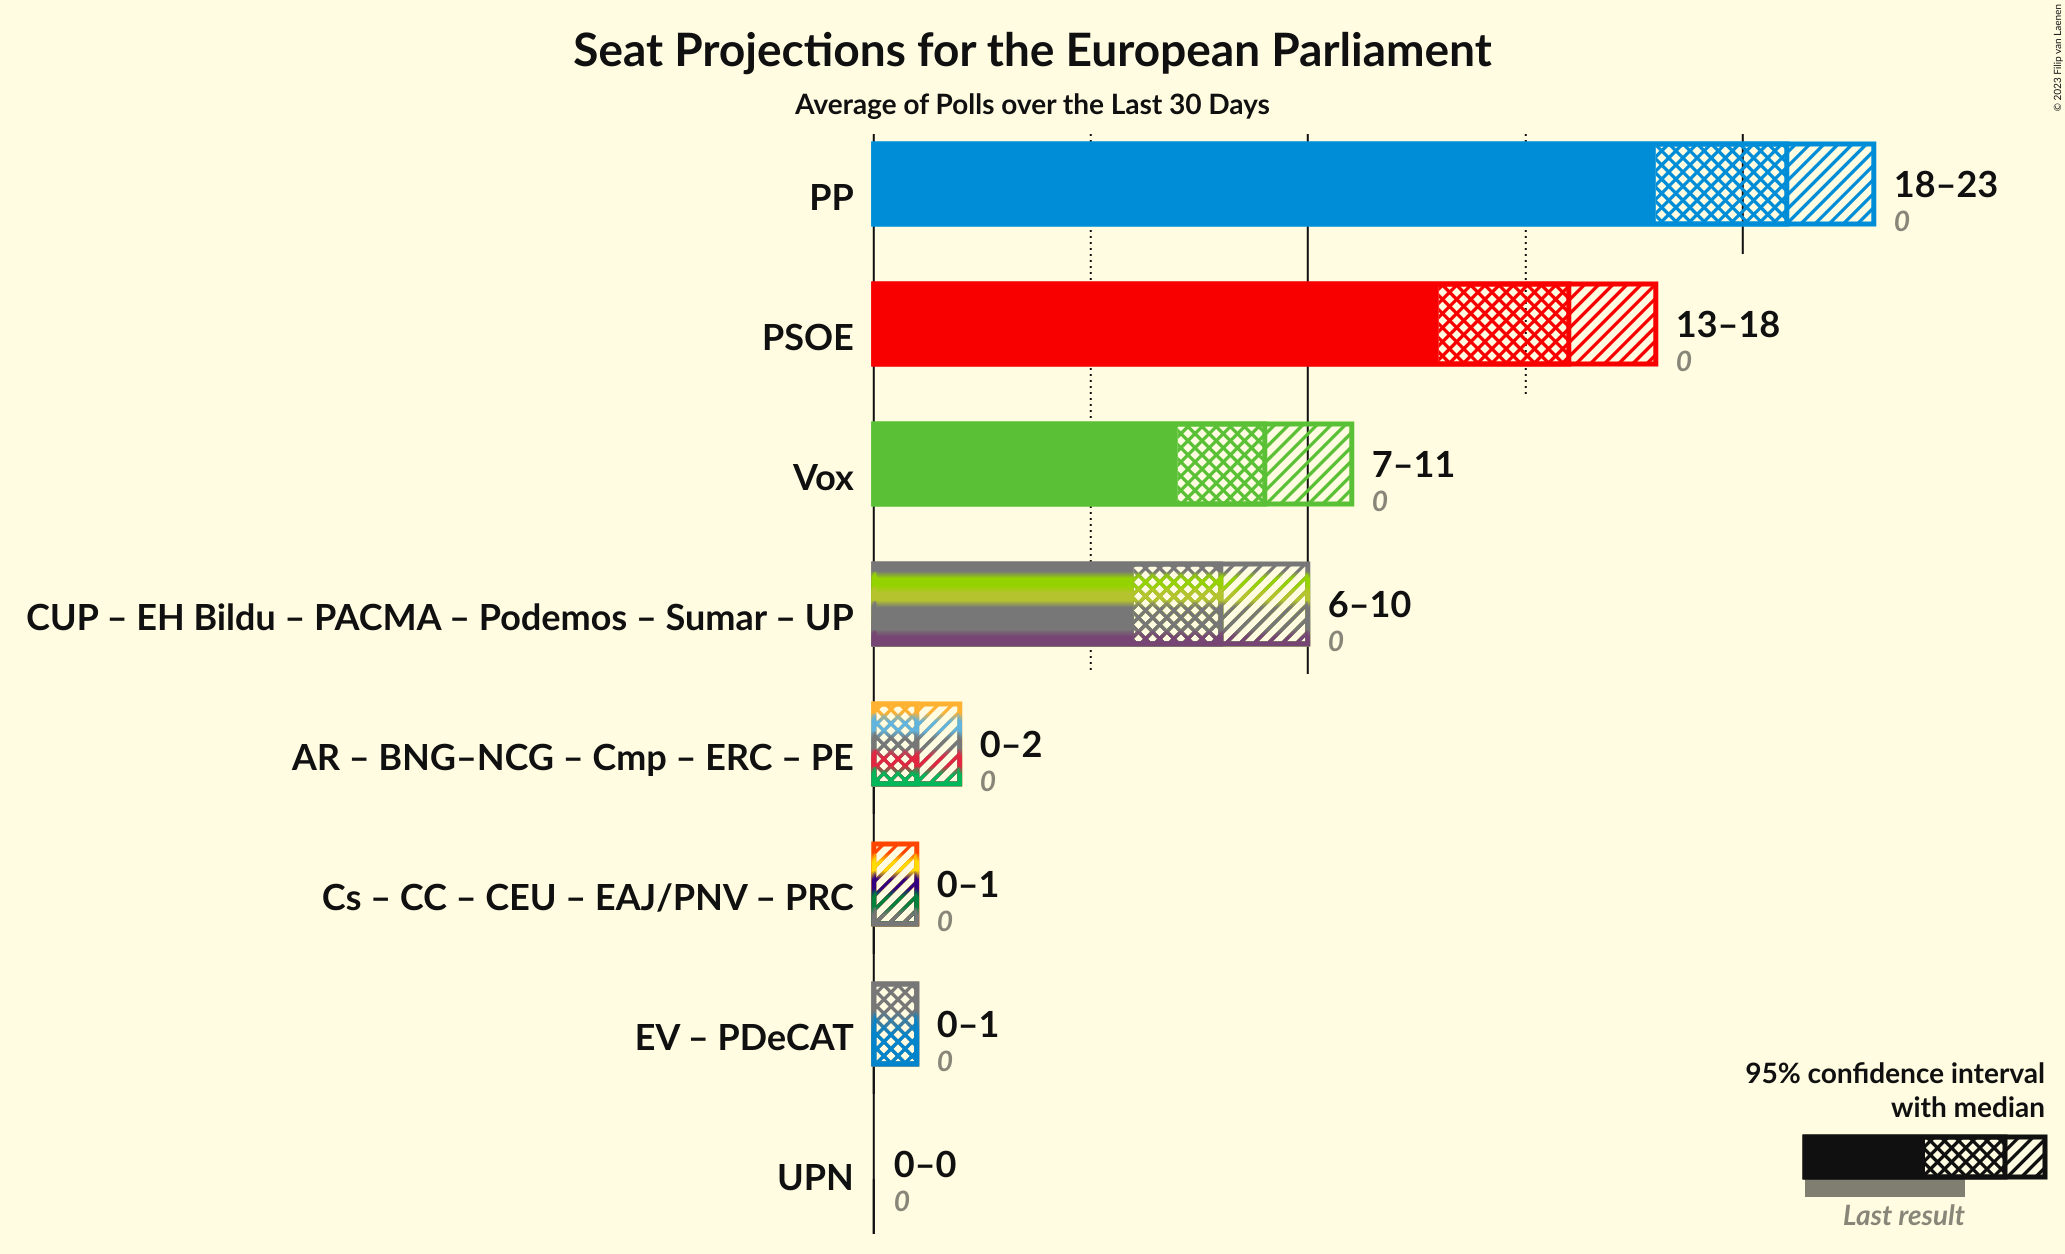 Seat Projections for the European Parliament
Average of Polls over the Last 30 Days
© 2023 Filip van Laenen
PP
18–23
0
PSOE
13–18
0
Vox
7–11
0
CUP – EH Bildu – PACMA – Podemos – Sumar – UP
6–10
0
AR – BNG–NCG – Cmp – ERC – PE
0–2
0
Cs – CC – CEU – EAJ/PNV – PRC
0–1
0
EV – PDeCAT
0–1
0
UPN
0–0
0
95% confidence interval
with median
Last result